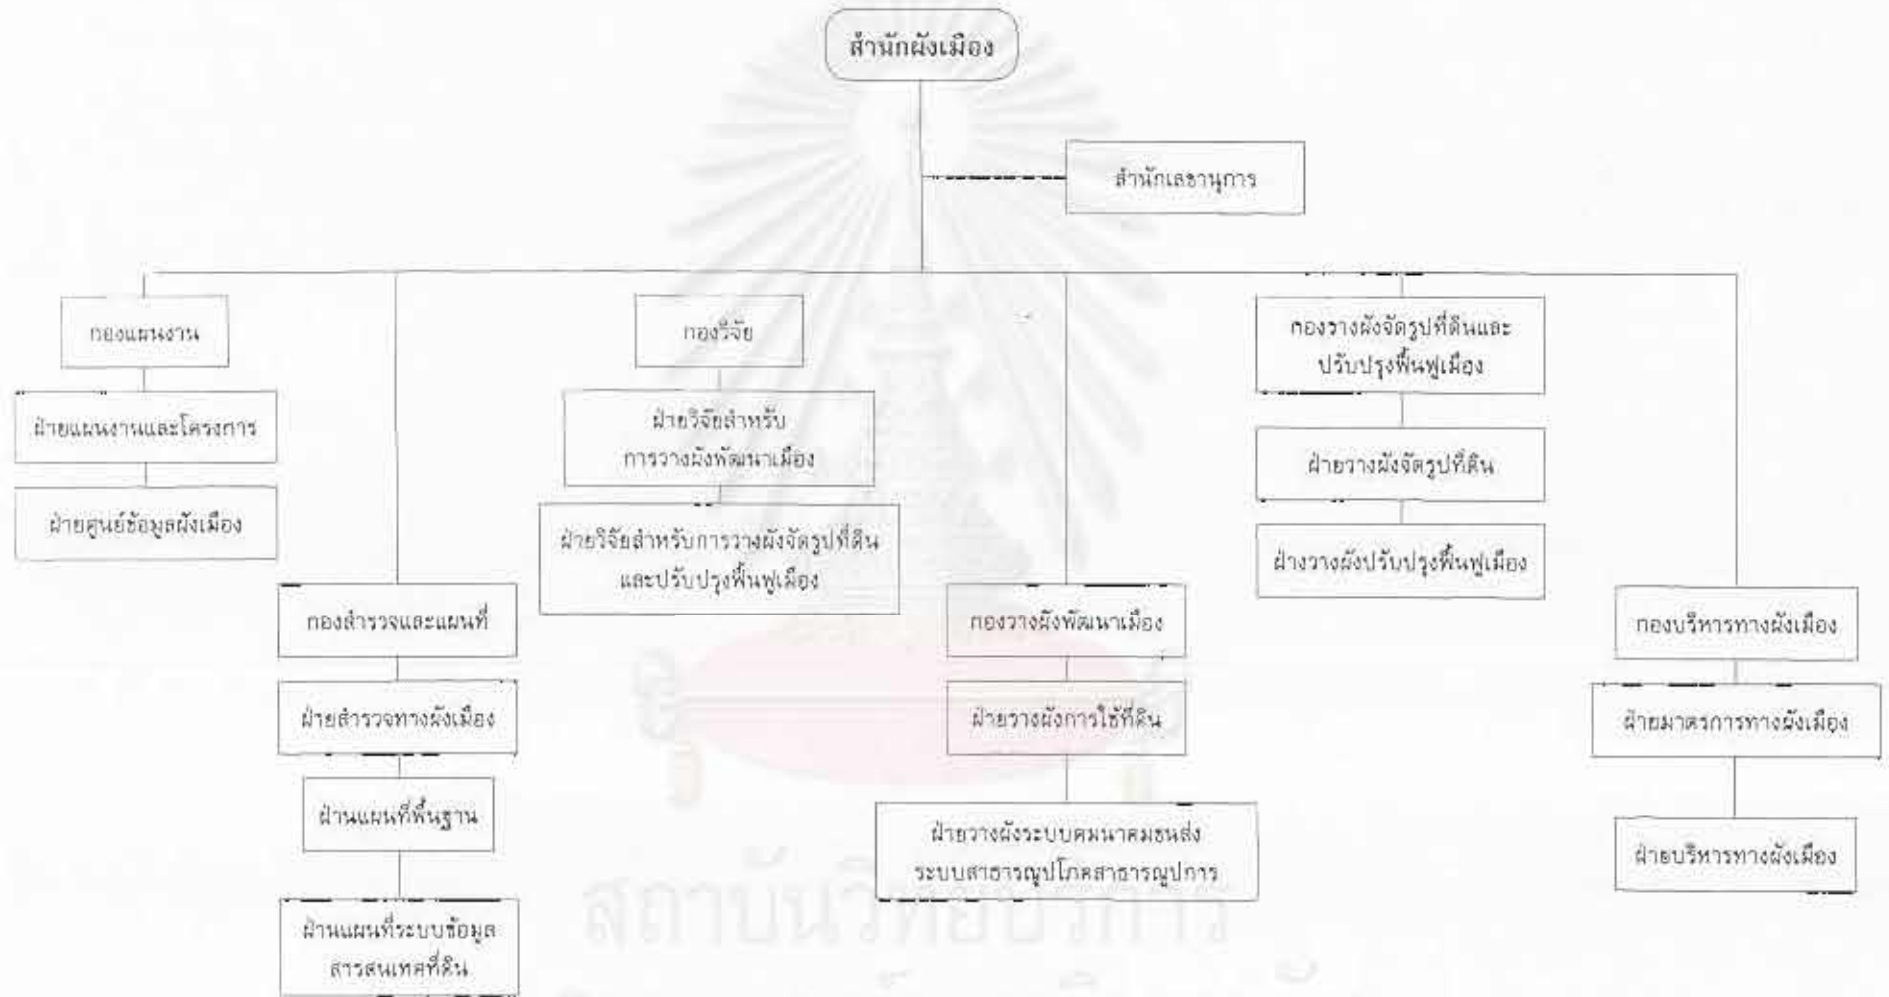 สำนักผังเมือง
สำนักเลขานุการ
กองแผนงาน
ฝ่ายแผนงานและโครงการ
ฝ่ายศูนย์ข้อมูลผังเมือง
กองสำรวจและแผนที่
ฝ่ายสำรวจทางผังเมือง
ฝ่านแผนที่พื้นฐาน
ฝ่านแผนที่ระบบข้อมูล
สารสนเทศที่ดิน
กองวิจัย
ฝ่ายวิจัยสำหรับ
การวางผังพัฒนาเมือง
ฝ่ายวิจัยสำหรับการวางผังจัดรูปที่ดิน
และปรับปรุงฟื้นฟูเมือง
กองวางผังพัฒนาเมือง
ฝ่ายวางผังการใช้ที่ดิน
ฝ่ายวางผังระบบคมนาคมขนส่ง
ระบบสาธารณูปโภคสาธารณูปการ
กองวางผังจัดรูปที่ดินและ
ปรับปรุงฟื้นฟูเมือง
ฝ่ายวางผังจัดรูปที่ดิน
ฝ่างวางผังปรับปรุงฟื้นฟูเมือง
กองบริหารทางผังเมือง
ฝ่ายมาตรการทางผังเมือง
ฝ่ายบริหารทางผังเมือง
สถาบันวิทยบริการ